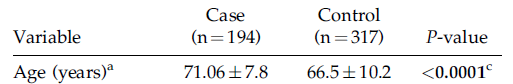 Case Control
Variable (n=194) (n=317) P-value
Age (years)ᵃ 71.06±7.8 66.5±10.2 <0.0001ᶜ